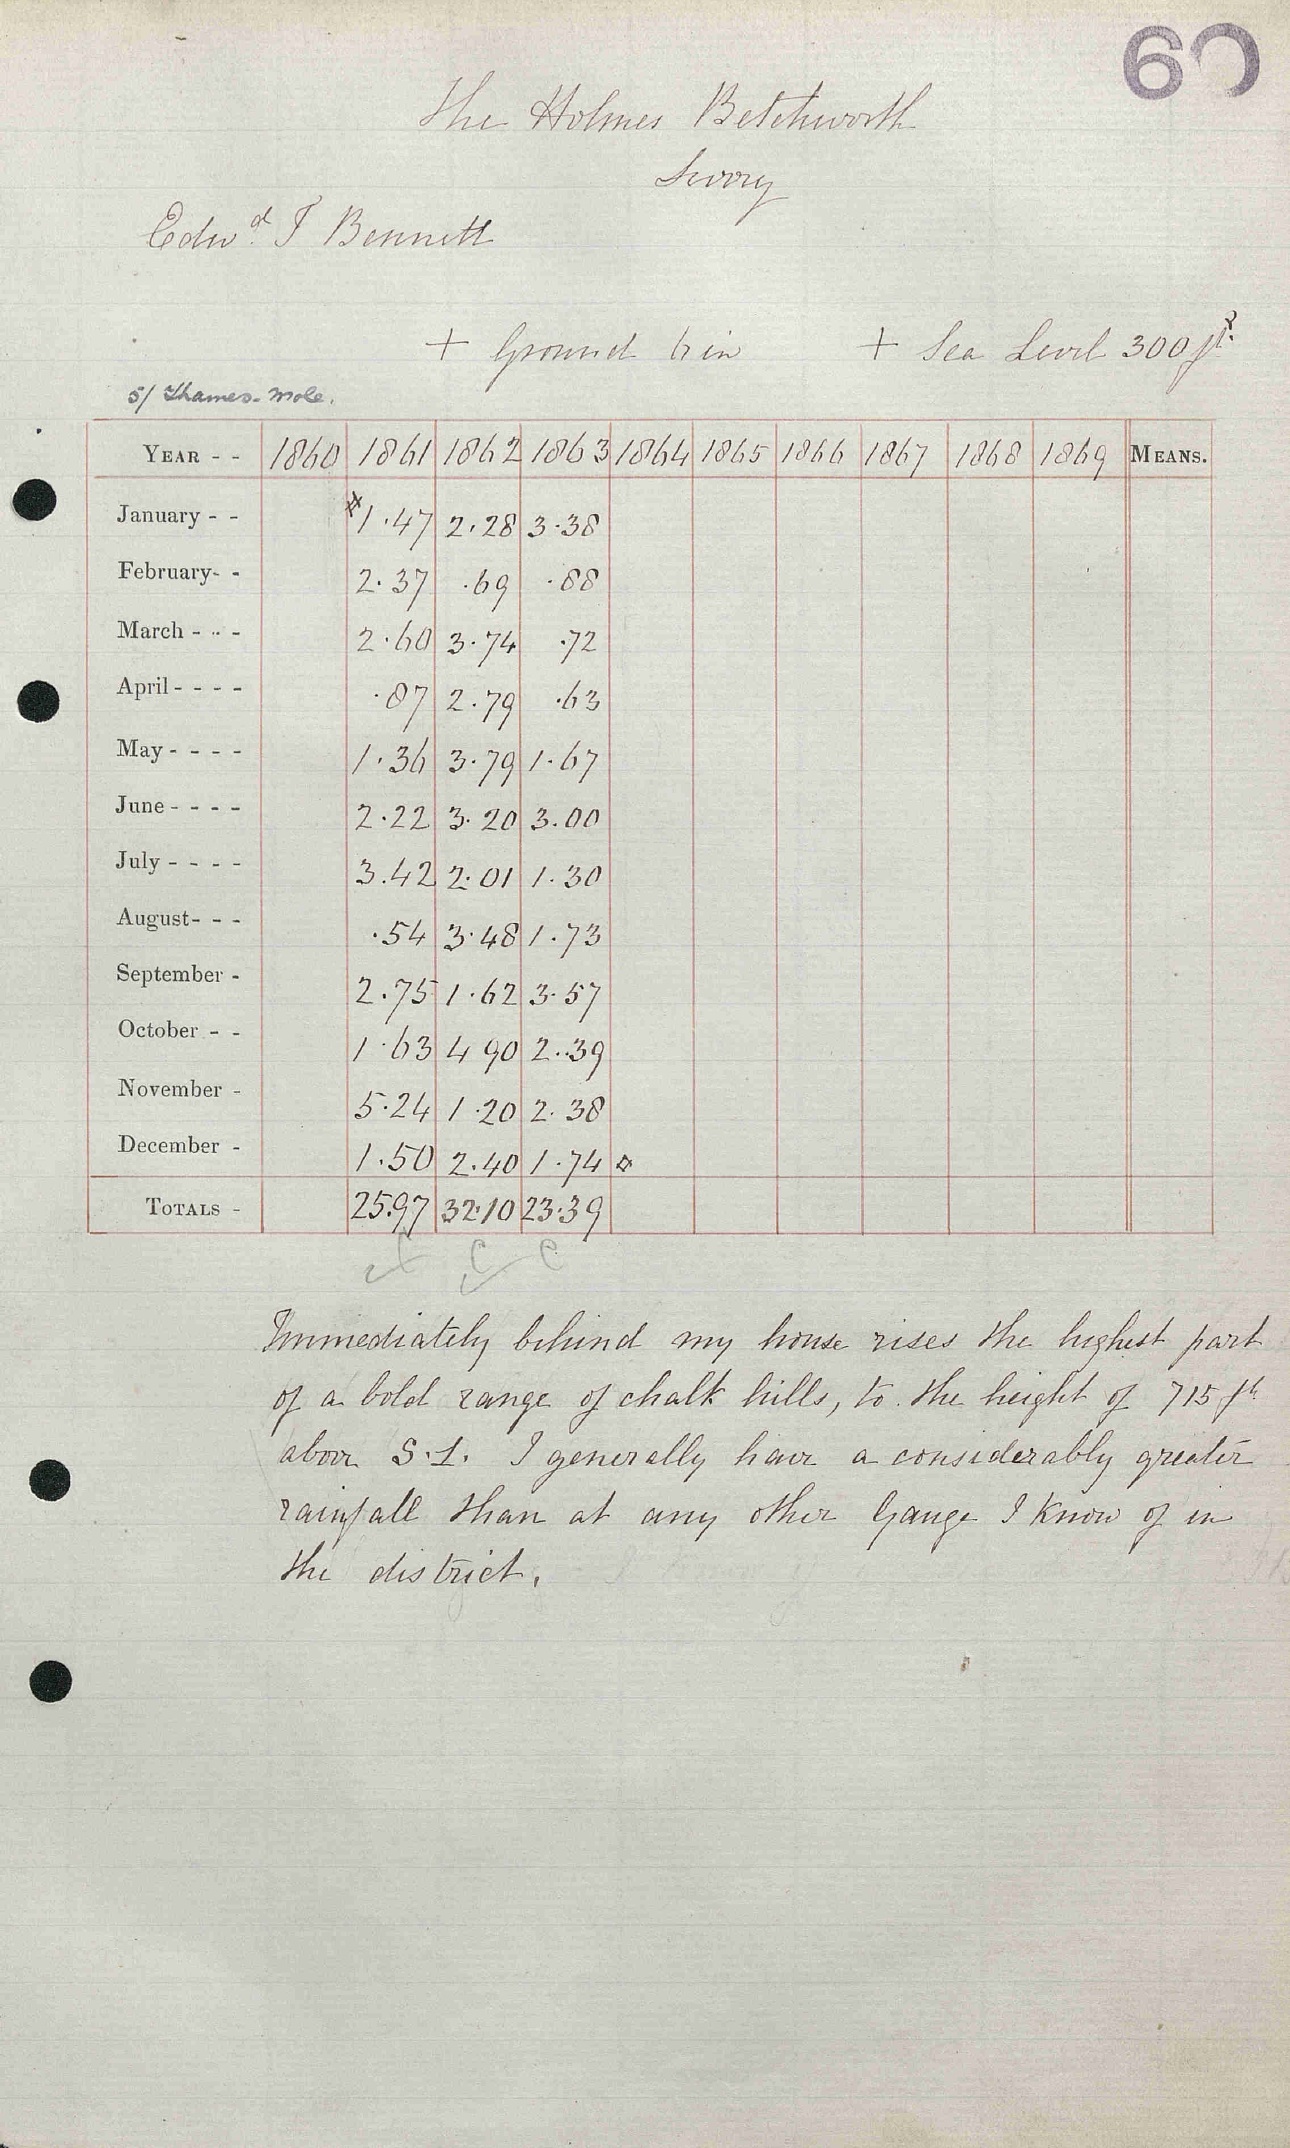 60
The Holmes Betchworth
Surrey
Edwd. T Bennett
+ Ground 6 in + Sea Level 300 ft. ?
5/ Thames-Mole.
YEAR - - 1860 1861 1862 1863 1864 1865 1866 1867 1868 1869 MEANS.
January - - 1.47 2.28 3.38
February- - 2.37 .69 .88
March - - - 2.60 3.74 .72
April - - - - .87 2.79 .63
May - - - - 1.36 3.79 1.67
June - - - - 2.22 3.20 3.00
July - - - - 3.42 2.01 1.30
August- - - .54 3.48 1.73
September - 2.75 1.62 3.57
October - - 1.63 4 90 2.39
November - 5.24 1.20 2.38
December - 1.50 2.40 1.74
TOTALS - 25.97 32.10 23.39
C C C
Immediately behind my house rises the highest part
of a bold range of chalk hills, to the height of 715 ft
above S.L. I generally have a considerably greater
rainfall than at any other Gauge I know of in
the district.